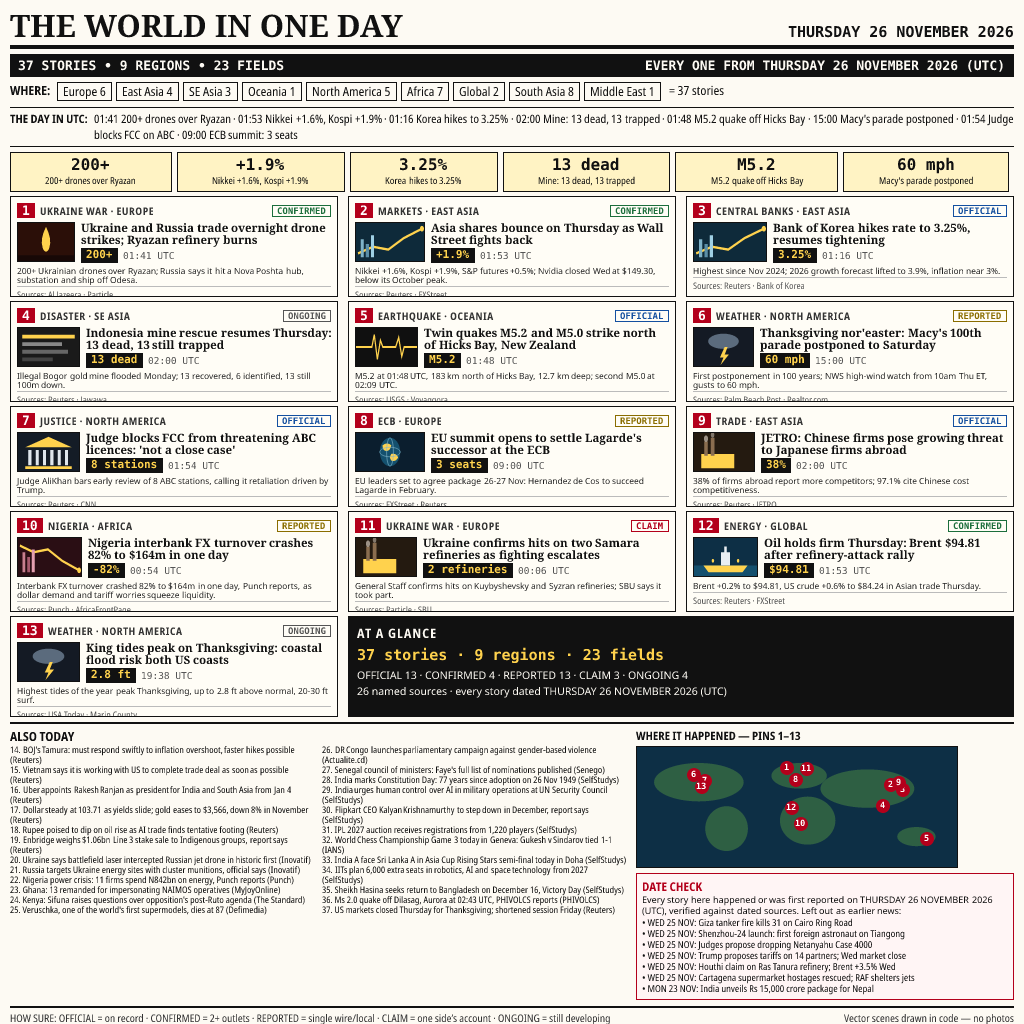 THE WORLD IN ONE DAY
THURSDAY 26 NOVEMBER 2026
37 STORIES • 9 REGIONS • 23 FIELDS
EVERY ONE FROM THURSDAY 26 NOVEMBER 2026 (UTC)
WHERE: Europe 6 East Asia 4 SE Asia 3 Oceania 1 North America 5 Africa 7 Global 2 South Asia 8 Middle East 1 = 37 stories
THE DAY IN UTC: 01:41 200+ drones over Ryazan · 01:53 Nikkei +1.6%, Kospi +1.9% · 01:16 Korea hikes to 3.25% · 02:00 Mine: 13 dead, 13 trapped · 01:48 M5.2 quake off Hicks Bay · 15:00 Macy's parade postponed · 01:54 Judge
blocks FCC on ABC · 09:00 ECB summit: 3 seats
200+
200+ drones over Ryazan
+1.9%
Nikkei +1.6%, Kospi +1.9%
3.25%
Korea hikes to 3.25%
13 dead
Mine: 13 dead, 13 trapped
M5.2
M5.2 quake off Hicks Bay
60 mph
Macy's parade postponed
1 UKRAINE WAR · EUROPE CONFIRMED
Ukraine and Russia trade overnight drone
strikes; Ryazan refinery burns
200+ 01:41 UTC
200+ Ukrainian drones over Ryazan; Russia says it hit a Nova Poshta hub,
substation and ship off Odesa.
Sources: Al Jazeera · Particle
2 MARKETS · EAST ASIA CONFIRMED
Asia shares bounce on Thursday as Wall
Street fights back
+1.9% 01:53 UTC
Nikkei +1.6%, Kospi +1.9%, S&P futures +0.5%; Nvidia closed Wed at $149.30,
below its October peak.
Sources: Reuters · FXStreet
3 CENTRAL BANKS · EAST ASIA OFFICIAL
Bank of Korea hikes rate to 3.25%,
resumes tightening
3.25% 01:16 UTC
Highest since Nov 2024; 2026 growth forecast lifted to 3.9%, inflation near 3%.
Sources: Reuters · Bank of Korea
4 DISASTER · SE ASIA ONGOING
Indonesia mine rescue resumes Thursday:
13 dead, 13 still trapped
13 dead 02:00 UTC
Illegal Bogor gold mine flooded Monday; 13 recovered, 6 identified, 13 still
100m down.
Sources: Reuters · Jawawa
5 EARTHQUAKE · OCEANIA OFFICIAL
Twin quakes M5.2 and M5.0 strike north
of Hicks Bay, New Zealand
M5.2 01:48 UTC
M5.2 at 01:48 UTC, 183 km north of Hicks Bay, 12.7 km deep; second M5.0 at
02:09 UTC.
Sources: USGS · Voyagora
6 WEATHER · NORTH AMERICA REPORTED
Thanksgiving nor'easter: Macy's 100th
parade postponed to Saturday
60 mph 15:00 UTC
First postponement in 100 years; NWS high-wind watch from 10am Thu ET,
gusts to 60 mph.
Sources: Palm Beach Post · Realtor.com
7 JUSTICE · NORTH AMERICA OFFICIAL
Judge blocks FCC from threatening ABC
licences: 'not a close case'
8 stations 01:54 UTC
Judge AliKhan bars early review of 8 ABC stations, calling it retaliation driven by
Trump.
Sources: Reuters · CNN
8 ECB · EUROPE REPORTED
EU summit opens to settle Lagarde's
successor at the ECB
3 seats 09:00 UTC
EU leaders set to agree package 26-27 Nov: Hernandez de Cos to succeed
Lagarde in February.
Sources: FXStreet · Reuters
9 TRADE · EAST ASIA OFFICIAL
JETRO: Chinese firms pose growing threat
to Japanese firms abroad
38% 02:00 UTC
38% of firms abroad report more competitors; 97.1% cite Chinese cost
competitiveness.
Sources: Reuters · JETRO
10 NIGERIA · AFRICA REPORTED
Nigeria interbank FX turnover crashes
82% to $164m in one day
-82% 00:54 UTC
Interbank FX turnover crashed 82% to $164m in one day, Punch reports, as
dollar demand and tariff worries squeeze liquidity.
Sources: Punch · AfricaFrontPage
11 UKRAINE WAR · EUROPE CLAIM
Ukraine confirms hits on two Samara
refineries as fighting escalates
2 refineries 00:06 UTC
General Staff confirms hits on Kuybyshevsky and Syzran refineries; SBU says it
took part.
Sources: Particle · SBU
12 ENERGY · GLOBAL CONFIRMED
Oil holds firm Thursday: Brent $94.81
after refinery-attack rally
$94.81 01:53 UTC
Brent +0.2% to $94.81, US crude +0.6% to $84.24 in Asian trade Thursday.
Sources: Reuters · FXStreet
13 WEATHER · NORTH AMERICA ONGOING
King tides peak on Thanksgiving: coastal
flood risk both US coasts
2.8 ft 19:38 UTC
Highest tides of the year peak Thanksgiving, up to 2.8 ft above normal, 20-30 ft
surf.
Sources: USA Today · Marin County
AT A GLANCE
37 stories · 9 regions · 23 fields
OFFICIAL 13 · CONFIRMED 4 · REPORTED 13 · CLAIM 3 · ONGOING 4
26 named sources · every story dated THURSDAY 26 NOVEMBER 2026 (UTC)
ALSO TODAY
14. BOJ's Tamura: must respond swiftly to inflation overshoot, faster hikes possible
(Reuters)
15. Vietnam says it is working with US to complete trade deal as soon as possible
(Reuters)
16. Uber appoints Rakesh Ranjan as president for India and South Asia from Jan 4
(Reuters)
17. Dollar steady at 103.71 as yields slide; gold eases to $3,566, down 8% in November
(Reuters)
18. Rupee poised to dip on oil rise as AI trade finds tentative footing (Reuters)
19. Enbridge weighs $1.06bn Line 3 stake sale to Indigenous groups, report says
(Reuters)
20. Ukraine says battlefield laser intercepted Russian jet drone in historic first (Inovatif)
21. Russia targets Ukraine energy sites with cluster munitions, official says (Inovatif)
22. Nigeria power crisis: 11 firms spend N842bn on energy, Punch reports (Punch)
23. Ghana: 13 remanded for impersonating NAIMOS operatives (MyJoyOnline)
24. Kenya: Sifuna raises questions over opposition's post-Ruto agenda (The Standard)
25. Veruschka, one of the world's first supermodels, dies at 87 (Defimedia)
26. DR Congo launches parliamentary campaign against gender-based violence
(Actualite.cd)
27. Senegal council of ministers: Faye's full list of nominations published (Senego)
28. India marks Constitution Day: 77 years since adoption on 26 Nov 1949 (SelfStudys)
29. India urges human control over AI in military operations at UN Security Council
(SelfStudys)
30. Flipkart CEO Kalyan Krishnamurthy to step down in December, report says
(SelfStudys)
31. IPL 2027 auction receives registrations from 1,220 players (SelfStudys)
32. World Chess Championship Game 3 today in Geneva: Gukesh v Sindarov tied 1-1
(IANS)
33. India A face Sri Lanka A in Asia Cup Rising Stars semi-final today in Doha (SelfStudys)
34. IITs plan 6,000 extra seats in robotics, AI and space technology from 2027
(SelfStudys)
35. Sheikh Hasina seeks return to Bangladesh on December 16, Victory Day (SelfStudys)
36. Ms 2.0 quake off Dilasag, Aurora at 02:43 UTC, PHIVOLCS reports (PHIVOLCS)
37. US markets closed Thursday for Thanksgiving; shortened session Friday (Reuters)
WHERE IT HAPPENED — PINS 1–13
6 7 13 1 11 8 12 10 2 9 4 5
DATE CHECK
Every story here happened or was first reported on THURSDAY 26 NOVEMBER 2026
(UTC), verified against dated sources. Left out as earlier news:
• WED 25 NOV: Giza tanker fire kills 31 on Cairo Ring Road
• WED 25 NOV: Shenzhou-24 launch: first foreign astronaut on Tiangong
• WED 25 NOV: Judges propose dropping Netanyahu Case 4000
• WED 25 NOV: Trump proposes tariffs on 14 partners; Wed market close
• WED 25 NOV: Houthi claim on Ras Tanura refinery; Brent +3.5% Wed
• WED 25 NOV: Cartagena supermarket hostages rescued; RAF shelters jets
• MON 23 NOV: India unveils Rs 15,000 crore package for Nepal
HOW SURE: OFFICIAL = on record · CONFIRMED = 2+ outlets · REPORTED = single wire/local · CLAIM = one side's account · ONGOING = still developing
Vector scenes drawn in code — no photos